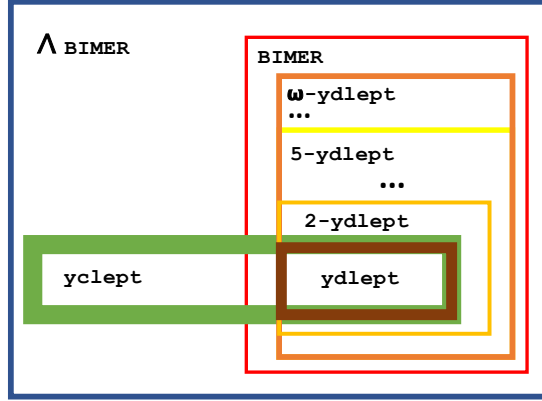 Λ BIMER
BIMER
ω-ydlept
...
5-ydlept
...
2-ydlept
yclept
ydlept